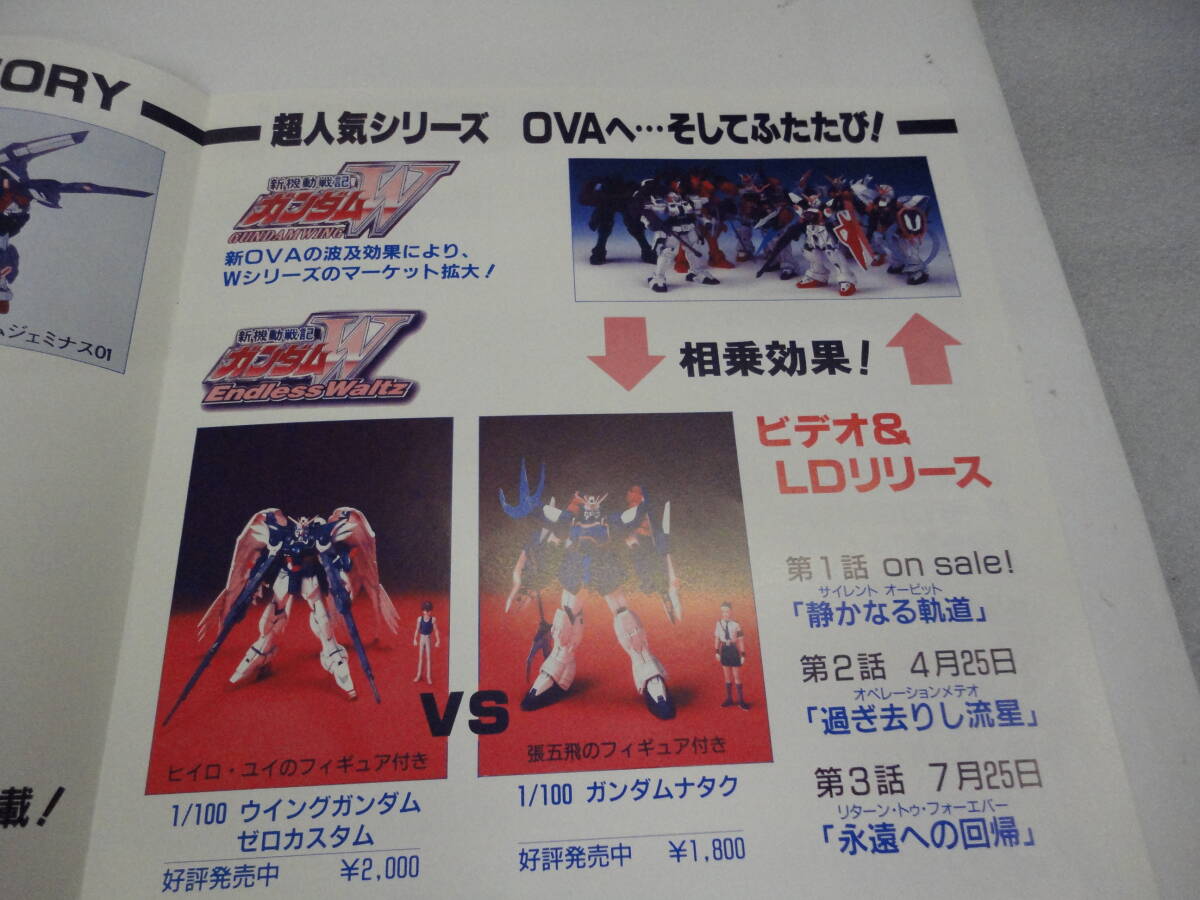 ORY
ムジェミナス01
載!
超人気シリーズ OVAへ…そしてふたたび!
新機動戦記
ガンダムW
GUNDAM WING
新OVAの波及効果により、
Wシリーズのマーケット拡大!
新機動戦記
ガンダムW
Endless Waltz
相乗効果!
ビデオ&
LDリリース
ヒイロ・ユイのフィギュア付き
VS
張五飛のフィギュア付き
1/100 ウイングガンダム
ゼロカスタム
好評発売中 ¥2,000
1/100 ガンダムナタク
好評発売中 ¥1,800
第1話 on sale!
サイレント オービット
「静かなる軌道」
第2話 4月25日
オペレーションメテオ
「過ぎ去りし流星」
第3話 7月25日
リターン・トゥ・フォーエバー
「永遠への回帰」